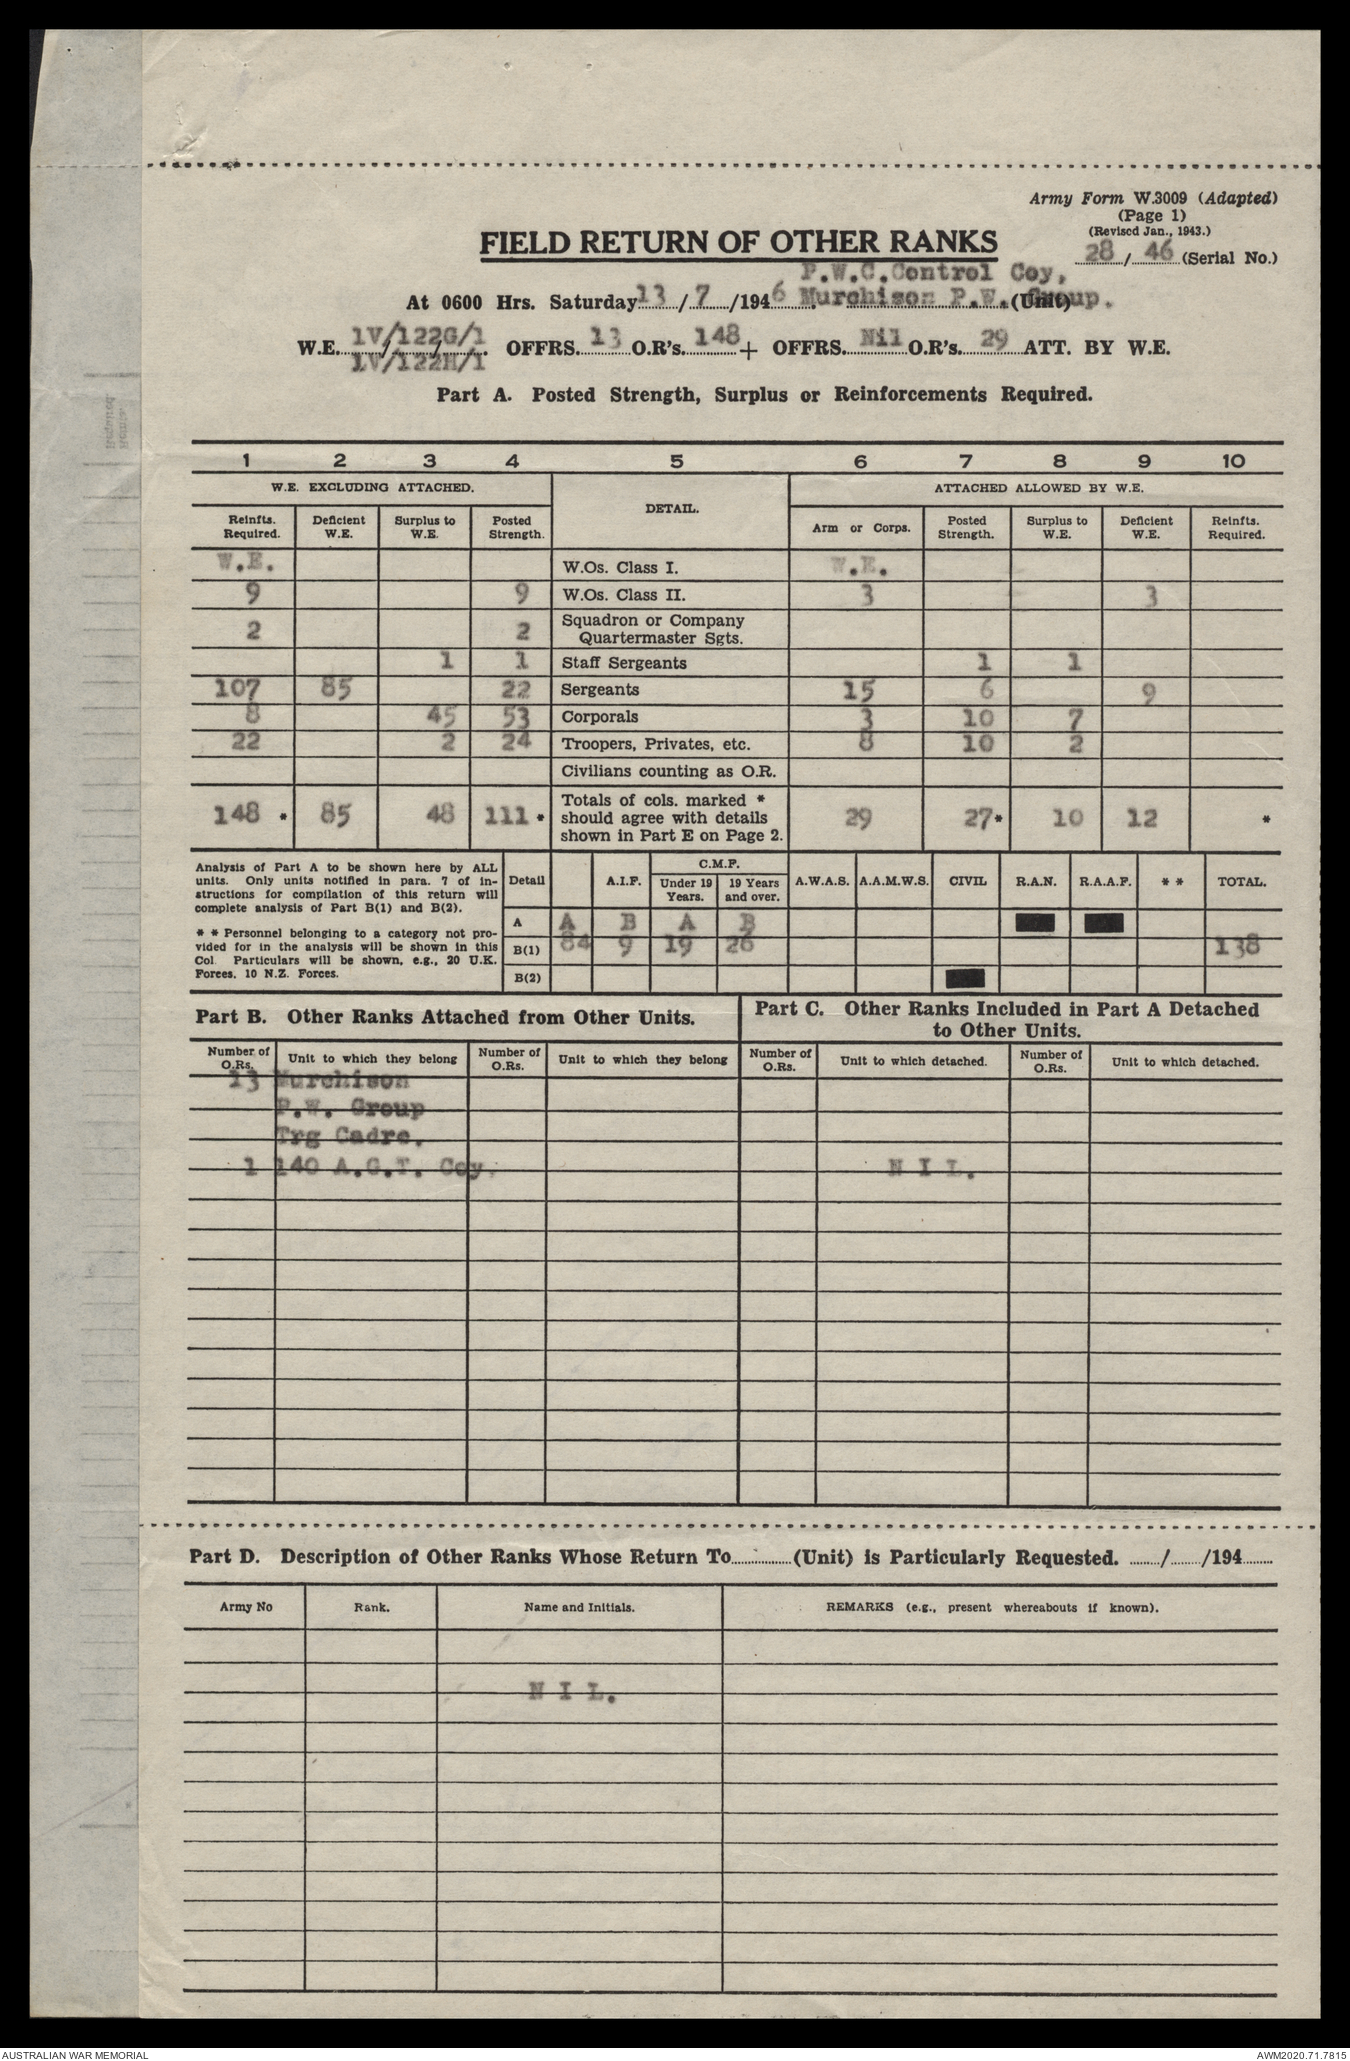 Army Form W.3009 (Adapted)
(Page 1)
(Revised Jan., 1943.)
FIELD RETURN OF OTHER RANKS
28 / 46 (Serial No.)
P.W.C.Control Coy,
At 0600 Hrs. Saturday 13 / 7 /1946 Murchison P.W. Group. (Unit)
W.E. 1V/122G/1 OFFRS. 13 O.R's. 148 + OFFRS. Nil O.R's. 29 ATT. BY W.E.
1V/122H/1
Part A. Posted Strength, Surplus or Reinforcements Required.
1 2 3 4 5 6 7 8 9 10
W.E. EXCLUDING ATTACHED. DETAIL. ATTACHED ALLOWED BY W.E.
Reinfts. Required. Deficient W.E. Surplus to W.E. Posted Strength. Arm or Corps. Posted Strength. Surplus to W.E. Deficient W.E. Reinfts. Required.
W.E. W.Os. Class I. W.E.
9 9 W.Os. Class II. 3 3
2 2 Squadron or Company
Quartermaster Sgts.
1 1 Staff Sergeants 1 1
107 85 22 Sergeants 15 6 9
8 45 53 Corporals 3 10 7
22 2 24 Troopers, Privates, etc. 8 10 2
Civilians counting as O.R.
148 * 85 48 111 * Totals of cols. marked * 29 27* 10 12 *
should agree with details
shown in Part E on Page 2.
Analysis of Part A to be shown here by ALL
units. Only units notified in para. 7 of in-
structions for compilation of this return will
complete analysis of Part B(1) and B(2).
* * Personnel belonging to a category not pro-
vided for in the analysis will be shown in this
Col. Particulars will be shown, e.g., 20 U.K.
Forces, 10 N.Z. Forces.
C.M.F.
Detail A.I.F. Under 19 Years. 19 Years and over. A.W.A.S. A.A.M.W.S. CIVIL R.A.N. R.A.A.F. * * TOTAL.
A A B A B
B(1) 84 9 19 26 138
B(2)
Part B. Other Ranks Attached from Other Units.
Part C. Other Ranks Included in Part A Detached
to Other Units.
Number of O.Rs. Unit to which they belong Number of O.Rs. Unit to which they belong Number of O.Rs. Unit to which detached. Number of O.Rs. Unit to which detached.
13 Murchison
P.W. Group
Trg Cadre.
1 140 A.G.T. Coy. N I L.
Part D. Description of Other Ranks Whose Return To............(Unit) is Particularly Requested. ......./......./194.......
Army No Rank. Name and Initials. REMARKS (e.g., present whereabouts if known).
N I L.
AUSTRALIAN WAR MEMORIAL AWM2020.71.7815